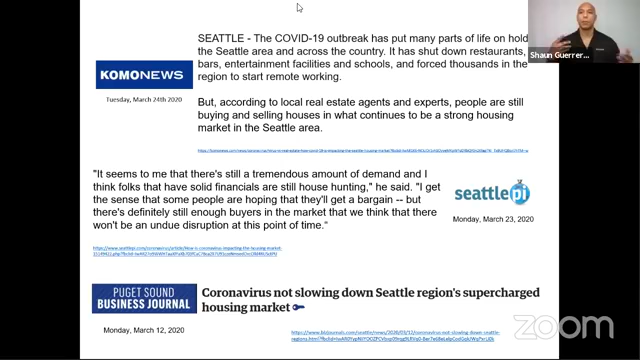 SEATTLE - The COVID-19 outbreak has put many parts of life on hold
the Seattle area and across the country. It has shut down restaurants,
bars, entertainment facilities and schools, and forced thousands in the
region to start remote working.
KOMONEWS
Tuesday, March 24th 2020
But, according to local real estate agents and experts, people are still
buying and selling houses in what continues to be a strong housing
market in the Seattle area.
Shaun Guerrer...
"It seems to me that there's still a tremendous amount of demand and I
think folks that have solid financials are still house hunting," he said. "I get
the sense that some people are hoping that they'll get a bargain -- but
there's definitely still enough buyers in the market that we think that there
won't be an undue disruption at this point of time."
seattlepi
Monday, March 23, 2020
PUGET SOUND
BUSINESS JOURNAL
Coronavirus not slowing down Seattle region's supercharged
housing market
Monday, March 12, 2020
zoom